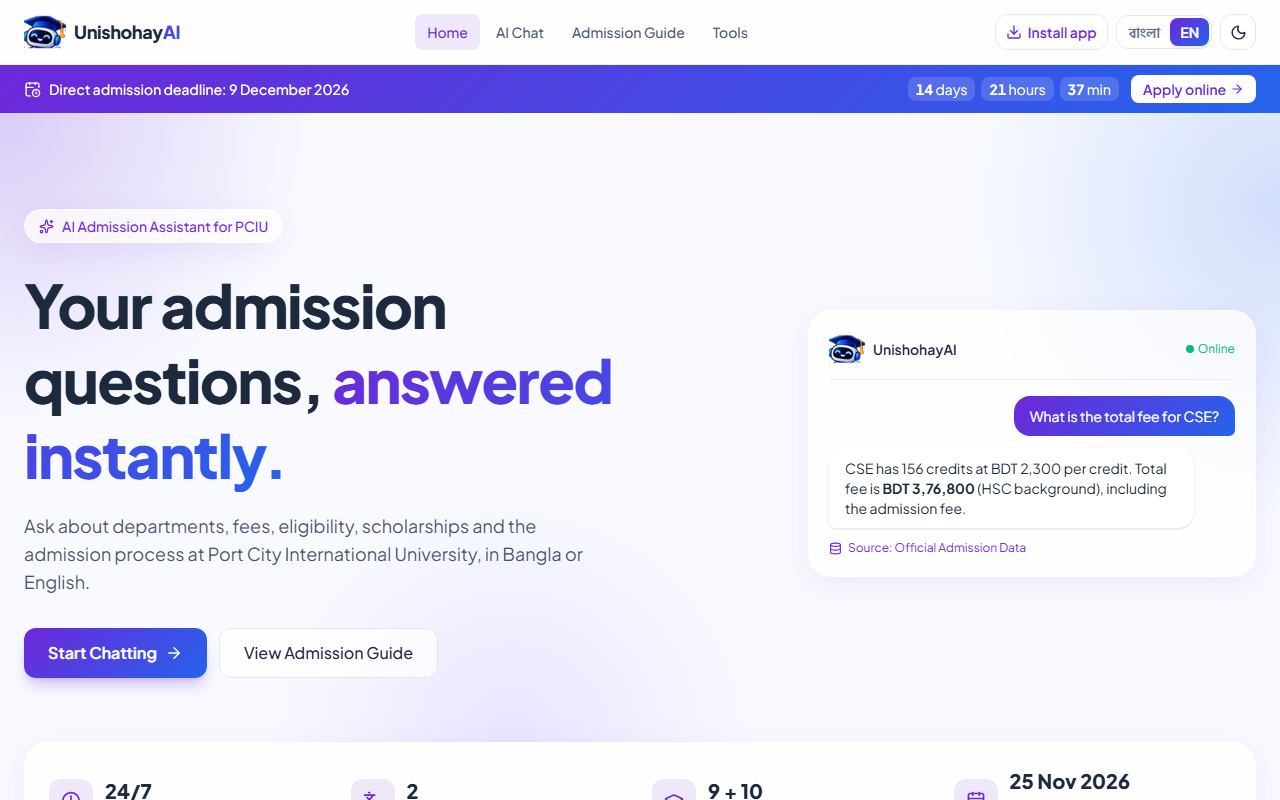 UnishohayAI
Home
AI Chat
Admission Guide
Tools
Install app
বাংলা
EN
Direct admission deadline: 9 December 2026
14 days
21 hours
37 min
Apply online →
AI Admission Assistant for PCIU
Your admission
questions, answered
instantly.
Ask about departments, fees, eligibility, scholarships and the
admission process at Port City International University, in Bangla or
English.
Start Chatting →
View Admission Guide
UnishohayAI
Online
What is the total fee for CSE?
CSE has 156 credits at BDT 2,300 per credit. Total
fee is BDT 3,76,800 (HSC background), including
the admission fee.
Source: Official Admission Data
24/7
2
9 + 10
25 Nov 2026